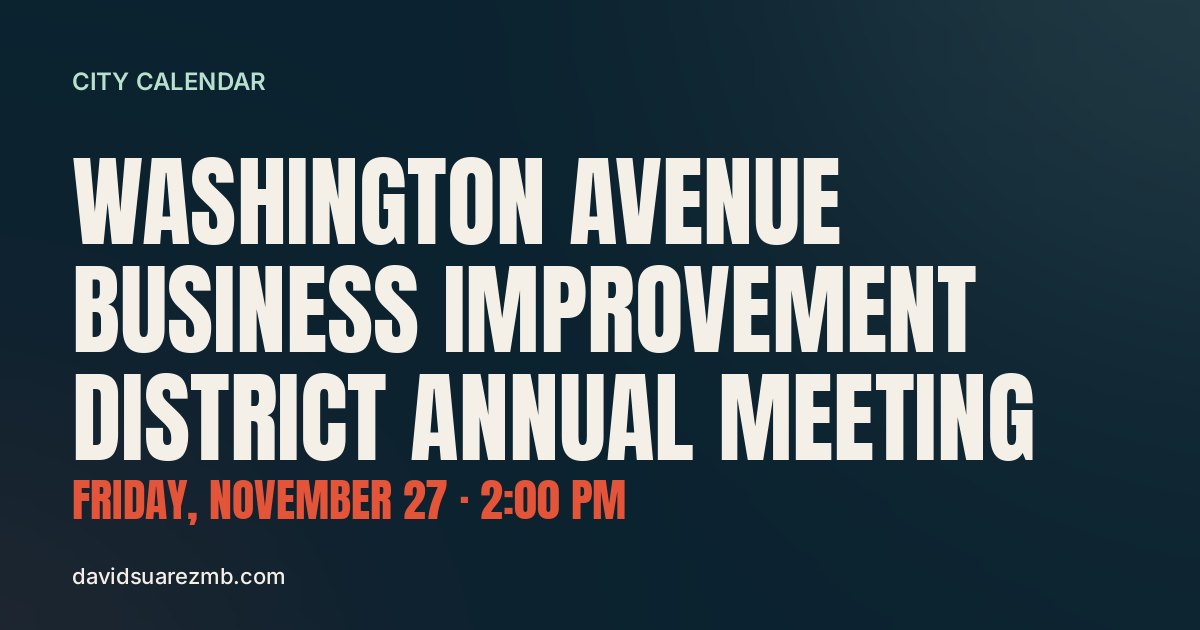 CITY CALENDAR
WASHINGTON AVENUE
BUSINESS IMPROVEMENT
DISTRICT ANNUAL MEETING
FRIDAY, NOVEMBER 27 · 2:00 PM
davidsuarezmb.com